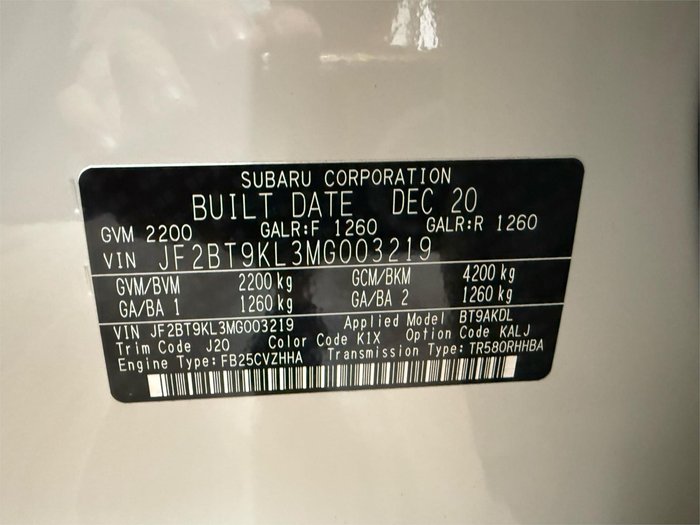 SUBARU CORPORATION
BUILT DATE DEC 20
GVM 2200 GALR:F 1260 GALR:R 1260
VIN JF2BT9KL3MG003219
GVM/BVM 2200 kg GCM/BKM 4200 kg
GA/BA 1 1260 kg GA/BA 2 1260 kg
VIN JF2BT9KL3MG003219 Applied Model BT9AKDL
Trim Code J20 Color Code K1X Option Code KALJ
Engine Type:FB25CVZHHA Transmission Type:TR580RHHBA